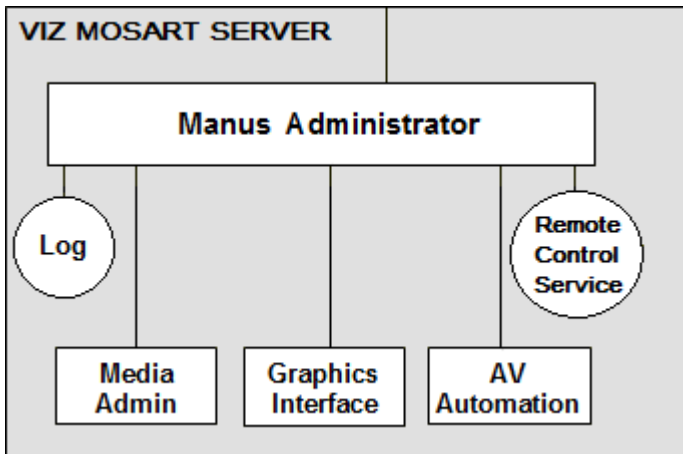 VIZ MOSART SERVER
Manus Administrator
Log
Remote
Control
Service
Media
Admin
Graphics
Interface
AV
Automation